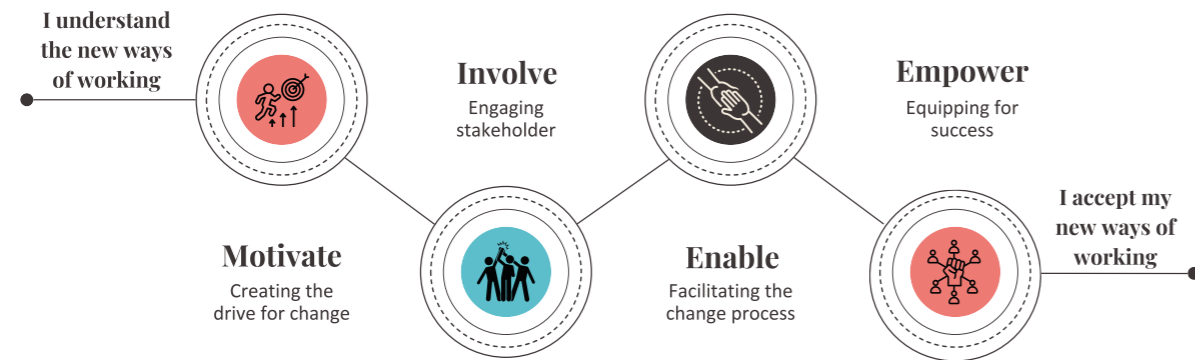 I understand
the new ways
of working
Motivate
Creating the
drive for change
Involve
Engaging
stakeholder
Enable
Facilitating the
change process
Empower
Equipping for
success
I accept my
new ways of
working